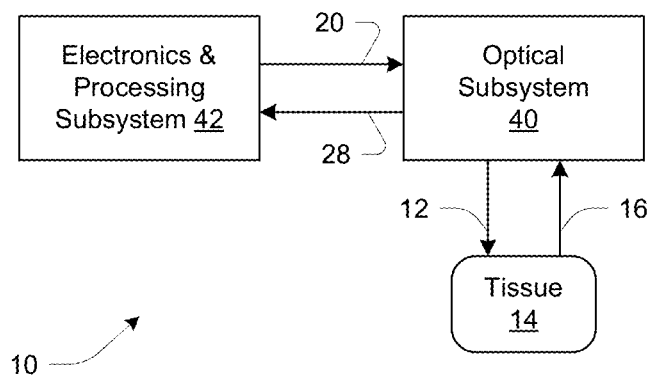 20
Electronics &
Processing
Subsystem 42
Optical
Subsystem
40
28
12
16
Tissue
14
10